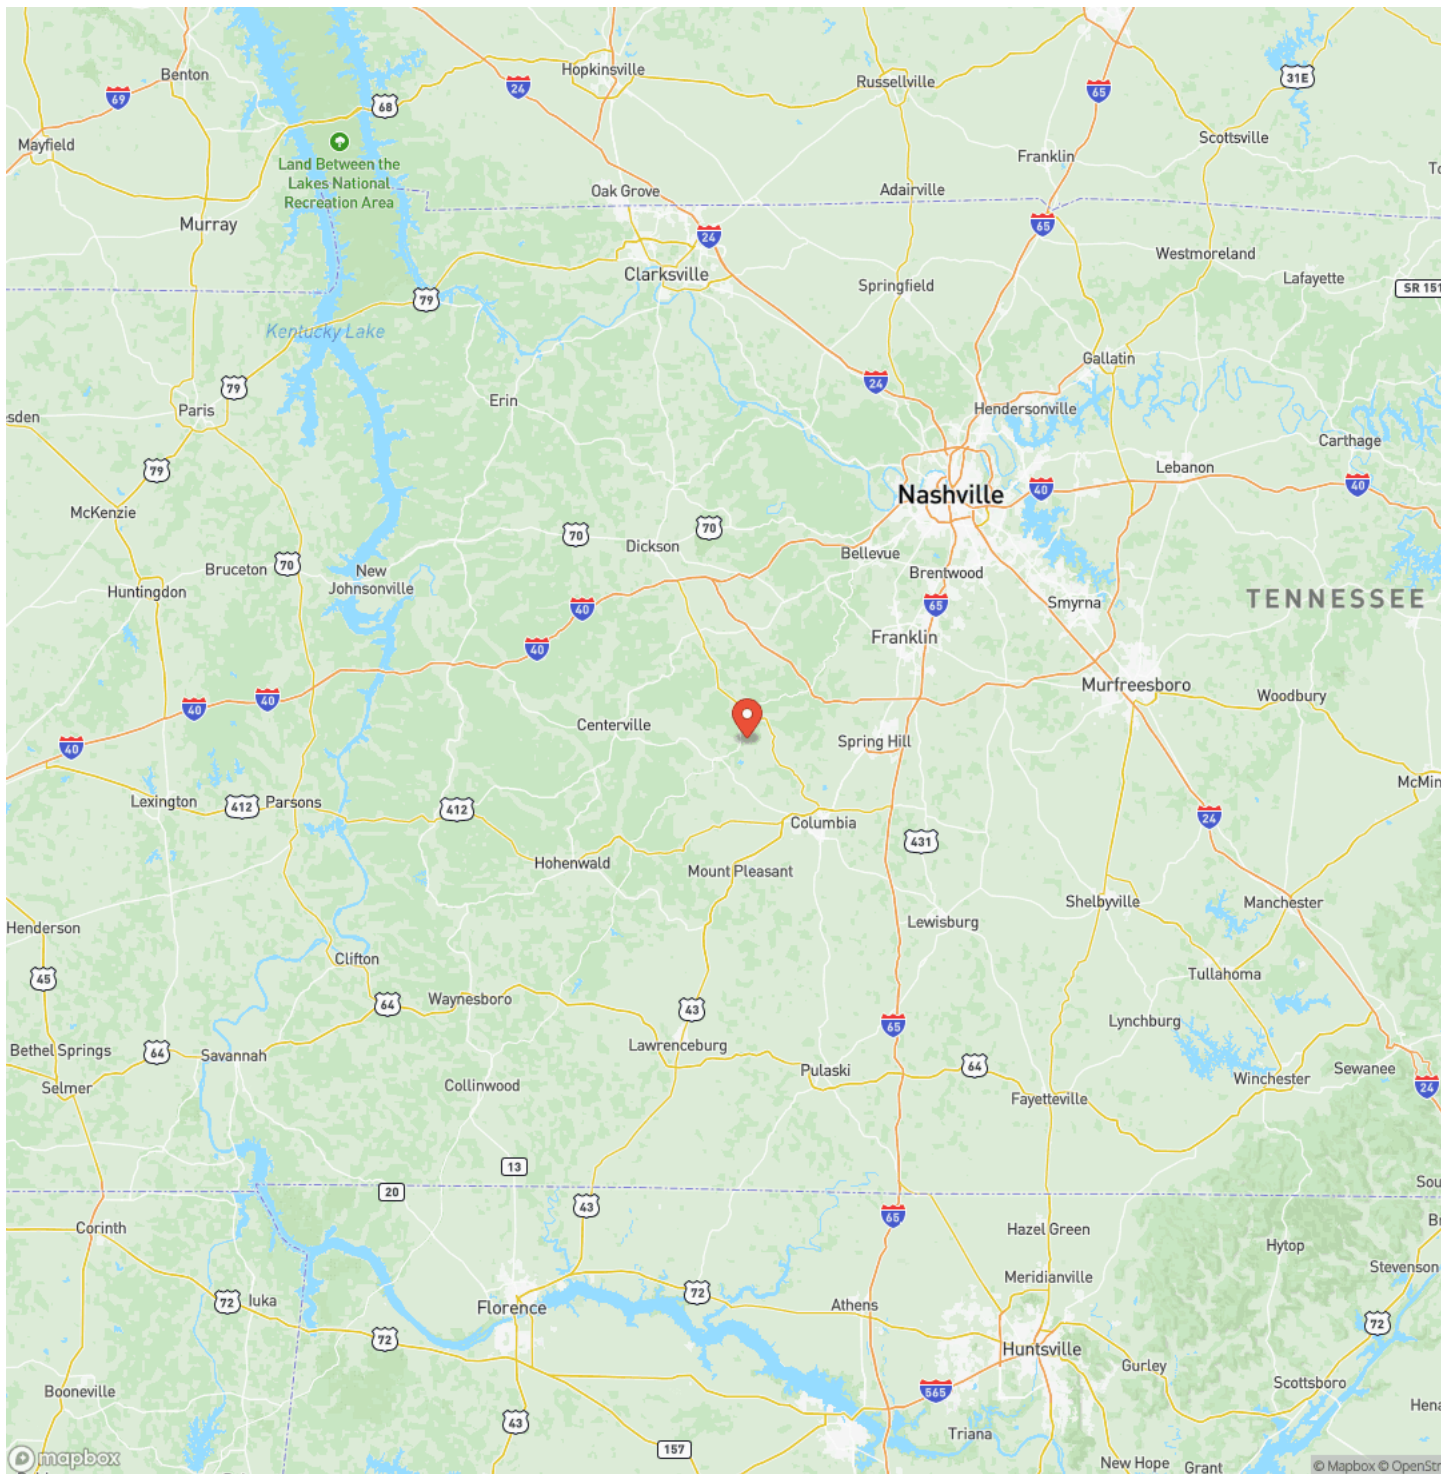 Benton
Hopkinsville
Russellville
31E
69
24
65
68
Mayfield
Scottsville
Land Between the
Lakes National
Recreation Area
Franklin
Oak Grove
Adairville
Murray
65
24
Westmoreland
Clarksville
Lafayette
Springfield
SR 151
79
Kentucky Lake
Gallatin
24
79
Erin
Paris
Hendersonville
Carthage
79
Lebanon
40
Nashville
40
McKenzie
70
70
Dickson
Bellevue
Bruceton
70
New
Johnsonville
Brentwood
Huntingdon
TENNESSEE
40
65
Smyrna
Franklin
40
40
Murfreesboro
Woodbury
40
40
Centerville
Spring Hill
40
Lexington
412
Parsons
412
24
Columbia
431
Hohenwald
Mount Pleasant
Shelbyville
Manchester
Henderson
Lewisburg
Clifton
45
Tullahoma
Waynesboro
64
43
Lynchburg
65
Bethel Springs
64
Savannah
Lawrenceburg
64
Sewanee
Pulaski
Winchester
Selmer
Collinwood
24
Fayetteville
13
20
43
65
Corinth
Hazel Green
Hytop
Stevenson
Meridianville
72
72
Iuka
Athens
Florence
72
72
Huntsville
Gurley
Scottsboro
Booneville
565
43
Triana
157
New Hope
Grant
mapbox
© Mapbox © OpenStr